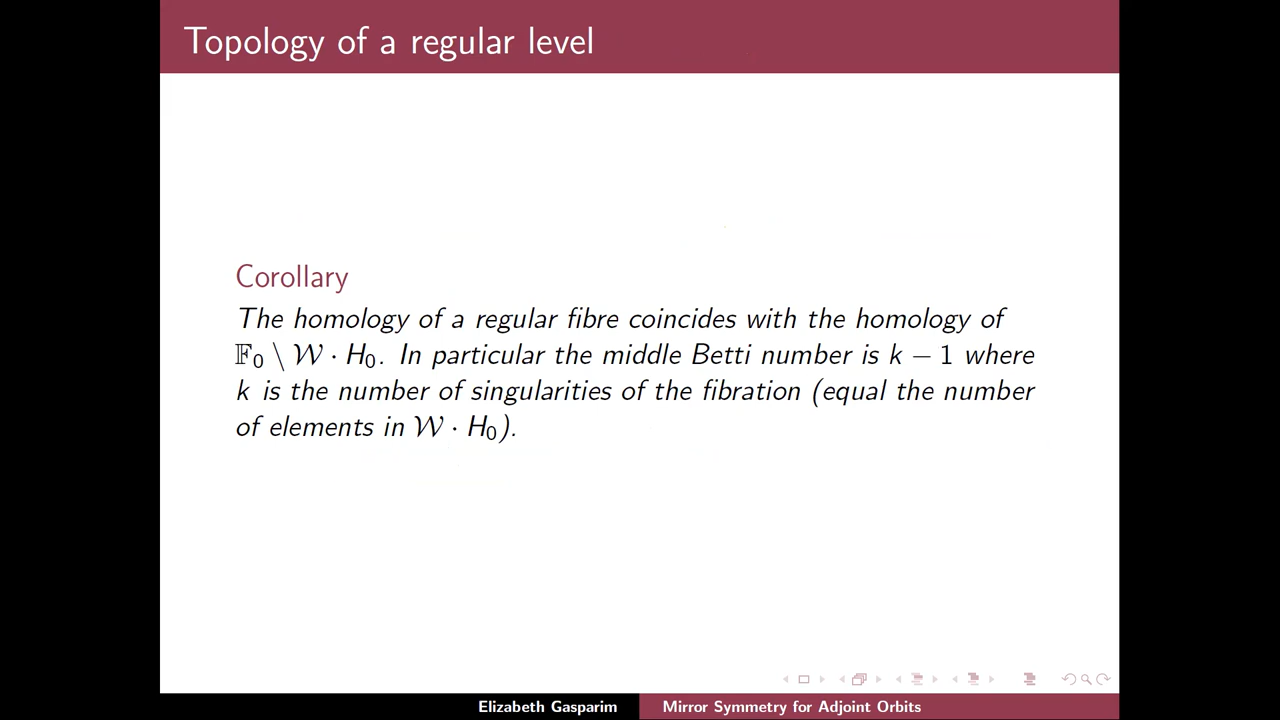 Topology of a regular level
Corollary
The homology of a regular fibre coincides with the homology of
𝔽₀ \ 𝒲 · H₀. In particular the middle Betti number is k − 1 where
k is the number of singularities of the fibration (equal the number
of elements in 𝒲 · H₀).
Elizabeth Gasparim
Mirror Symmetry for Adjoint Orbits